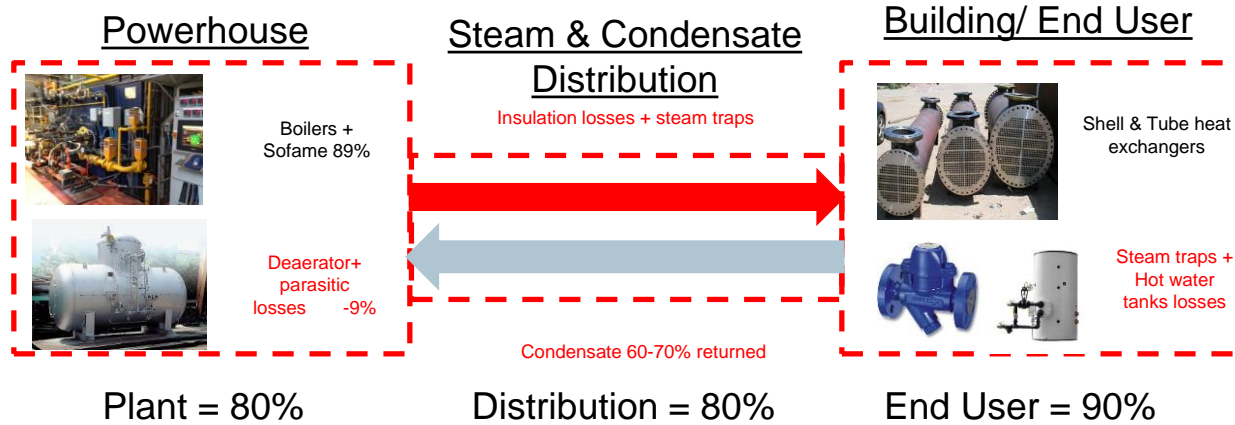 Powerhouse
Boilers +
Sofame 89%
Deaerator+
parasitic
losses -9%
Steam & Condensate
Distribution
Insulation losses + steam traps
Condensate 60-70% returned
Building/ End User
Shell & Tube heat
exchangers
Steam traps +
Hot water
tanks losses
Plant = 80%
Distribution = 80%
End User = 90%